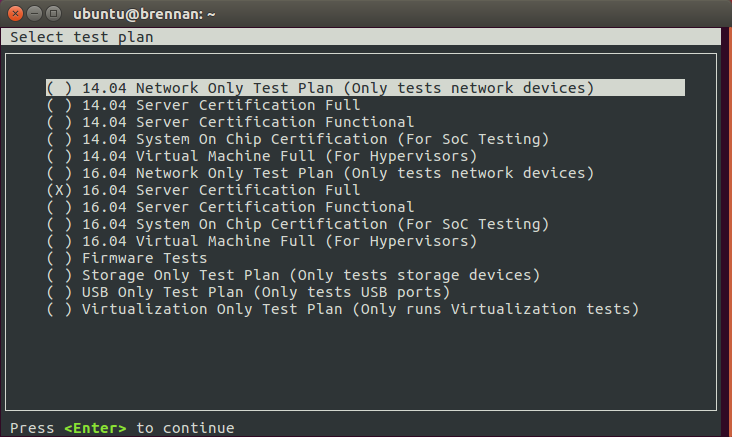 ubuntu@brennan: ~
Select test plan
( ) 14.04 Network Only Test Plan (Only tests network devices)
( ) 14.04 Server Certification Full
( ) 14.04 Server Certification Functional
( ) 14.04 System On Chip Certification (For SoC Testing)
( ) 14.04 Virtual Machine Full (For Hypervisors)
( ) 16.04 Network Only Test Plan (Only tests network devices)
(X) 16.04 Server Certification Full
( ) 16.04 Server Certification Functional
( ) 16.04 System On Chip Certification (For SoC Testing)
( ) 16.04 Virtual Machine Full (For Hypervisors)
( ) Firmware Tests
( ) Storage Only Test Plan (Only tests storage devices)
( ) USB Only Test Plan (Only tests USB ports)
( ) Virtualization Only Test Plan (Only runs Virtualization tests)
Press <Enter> to continue